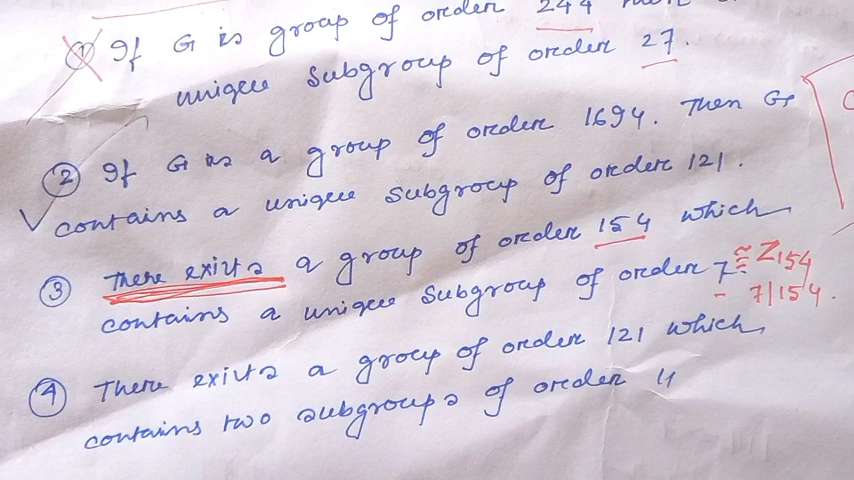 ① If G is group of order 244
unique subgroup of order 27.
② If G is a group of order 1694. Then G
contains a unique subgroup of order 121.
③ There exists a group of order 154 which
contains a unique subgroup of order 7 ≅ Z₁₅₄
7/154.
④ There exists a group of order 121 which
contains two subgroups of order 11